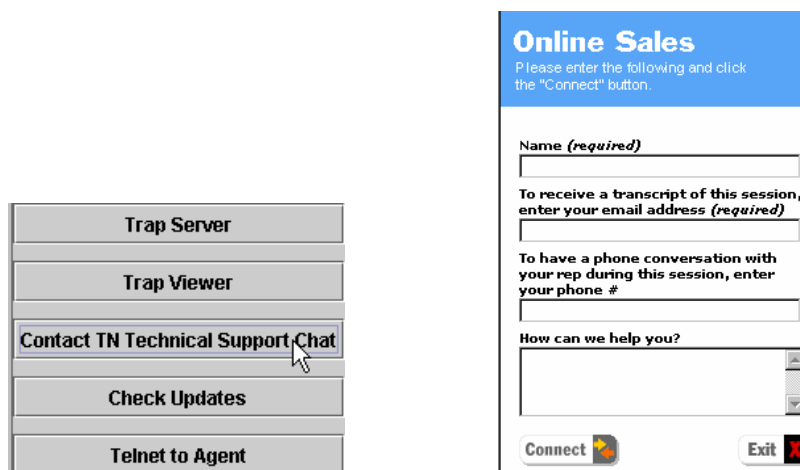 Trap Server
Trap Viewer
Contact TN Technical Support Chat
Check Updates
Telnet to Agent
Online Sales
Please enter the following and click
the "Connect" button.
Name (required)
To receive a transcript of this session,
enter your email address (required)
To have a phone conversation with
your rep during this session, enter
your phone #
How can we help you?
Connect
Exit X